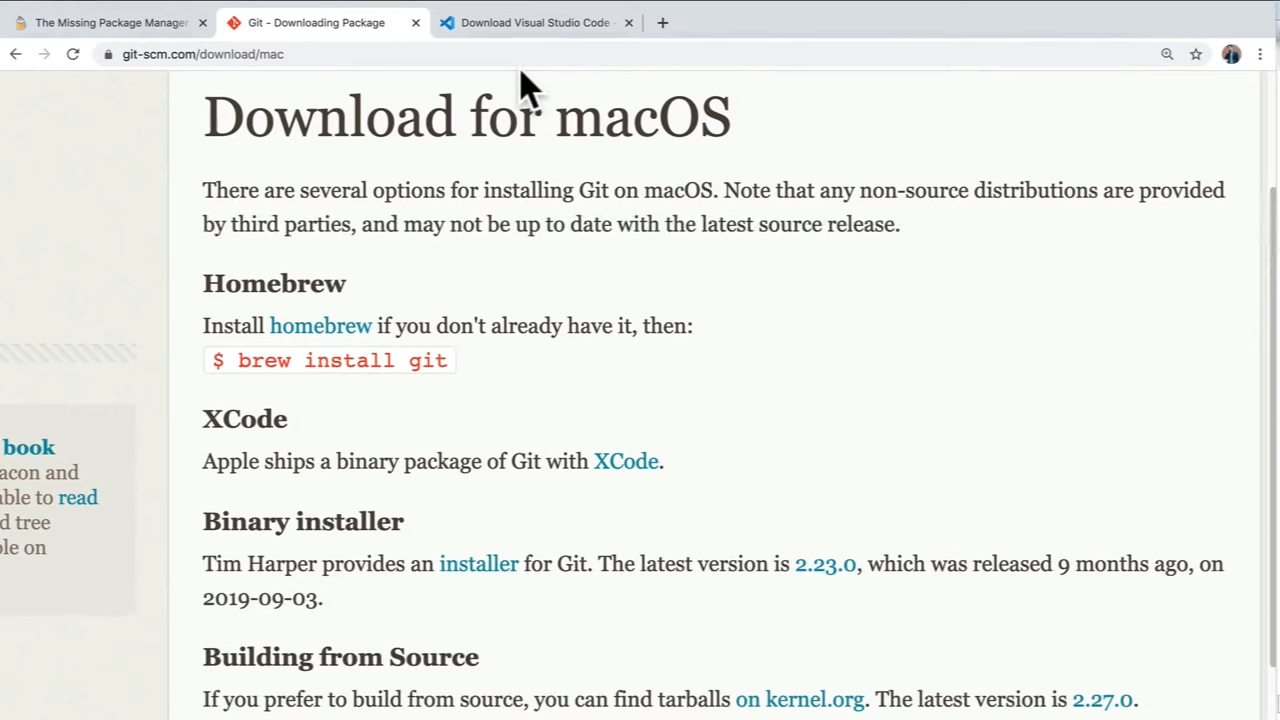 The Missing Package Manager
Git - Downloading Package
Download Visual Studio Code -
git-scm.com/download/mac
Download for macOS
There are several options for installing Git on macOS. Note that any non-source distributions are provided
by third parties, and may not be up to date with the latest source release.
Homebrew
Install homebrew if you don't already have it, then:
$ brew install git
XCode
Apple ships a binary package of Git with XCode.
book
acon and
able to read
d tree
ole on
Binary installer
Tim Harper provides an installer for Git. The latest version is 2.23.0, which was released 9 months ago, on
2019-09-03.
Building from Source
If you prefer to build from source, you can find tarballs on kernel.org. The latest version is 2.27.0.